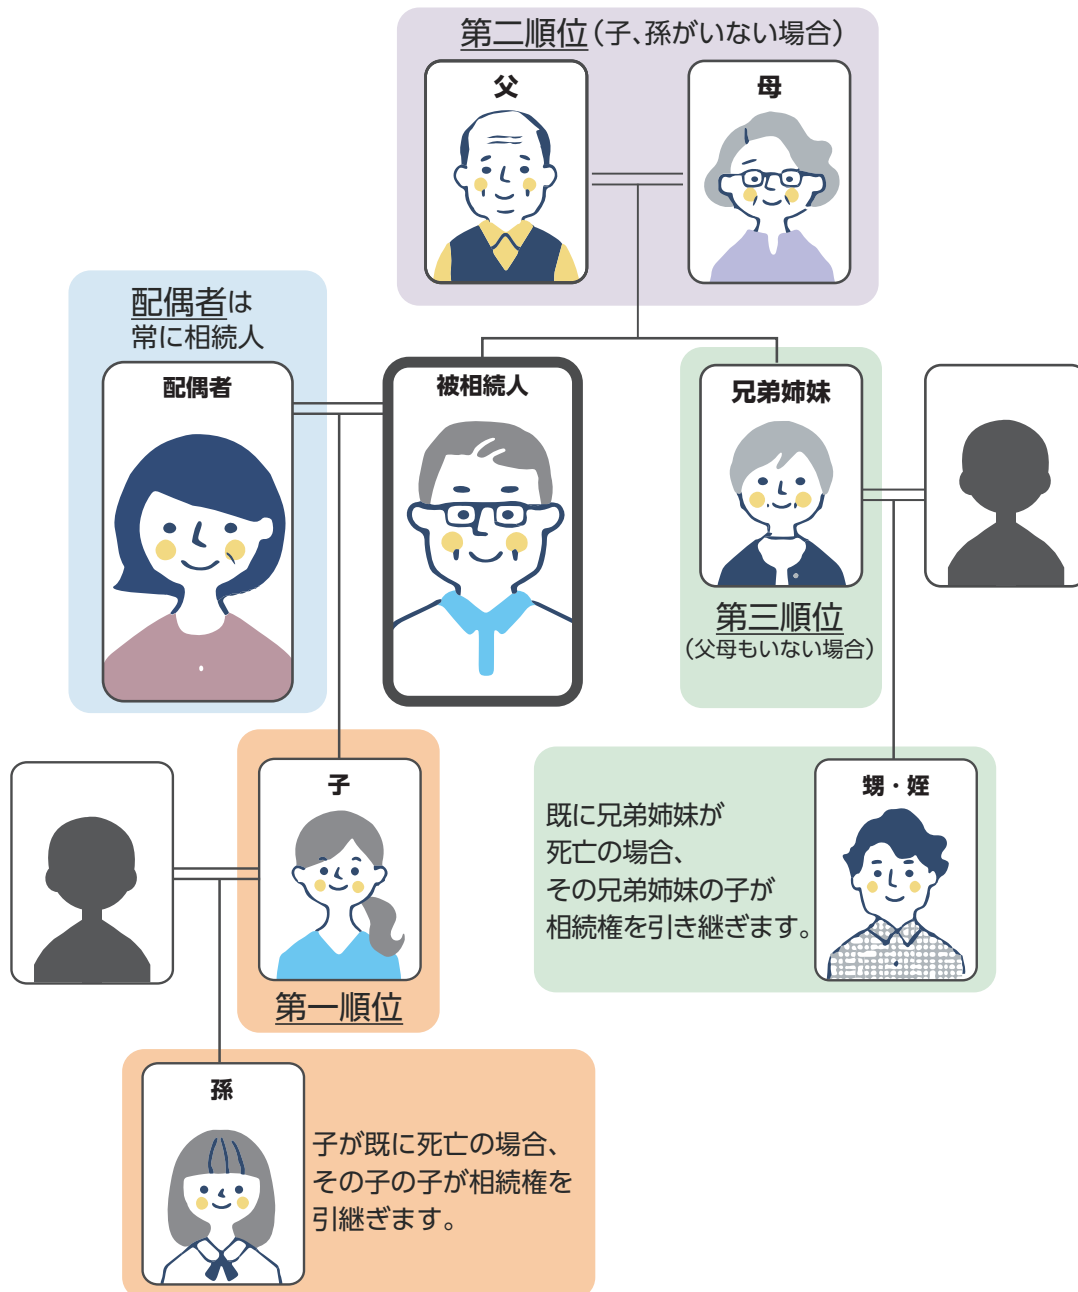 第二順位(子、孫がいない場合)
父
母
配偶者は
常に相続人
配偶者
被相続人
兄弟姉妹
第三順位
(父母もいない場合)
子
第一順位
既に兄弟姉妹が
死亡の場合、
その兄弟姉妹の子が
相続権を引き継ぎます。
甥・姪
孫
子が既に死亡の場合、
その子の子が相続権を
引継ぎます。